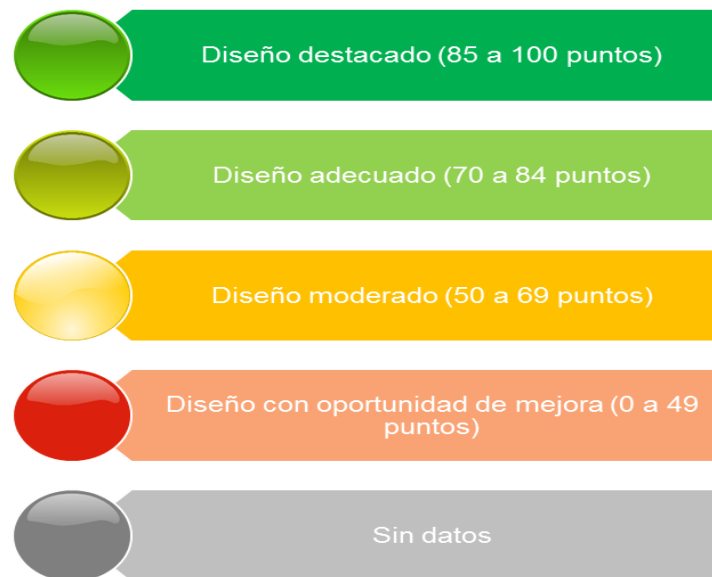 Diseño destacado (85 a 100 puntos)
Diseño adecuado (70 a 84 puntos)
Diseño moderado (50 a 69 puntos)
Diseño con oportunidad de mejora (0 a 49
puntos)
Sin datos